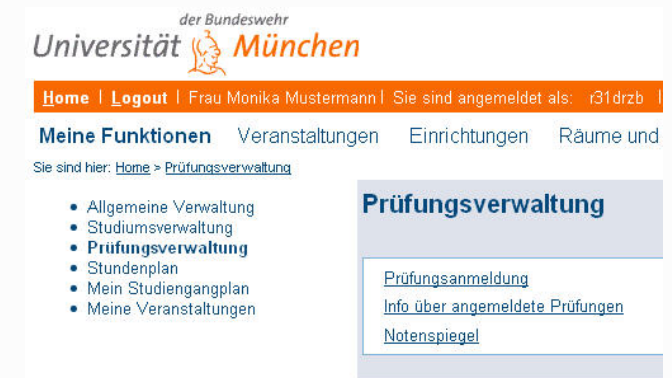 der Bundeswehr
Universität München
Home | Logout | Frau Monika Mustermann | Sie sind angemeldet als: r31drzb |
Meine Funktionen Veranstaltungen Einrichtungen Räume und
Sie sind hier: Home > Prüfungsverwaltung
• Allgemeine Verwaltung
• Studiumsverwaltung
• Prüfungsverwaltung
• Stundenplan
• Mein Studiengangplan
• Meine Veranstaltungen
Prüfungsverwaltung
Prüfungsanmeldung
Info über angemeldete Prüfungen
Notenspiegel